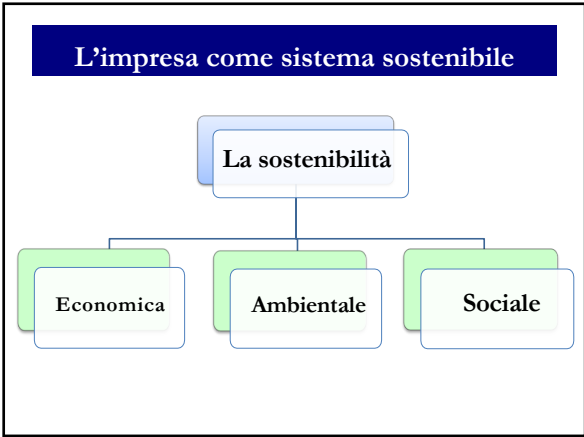 L’impresa come sistema sostenibile
La sostenibilità
Economica
Ambientale
Sociale